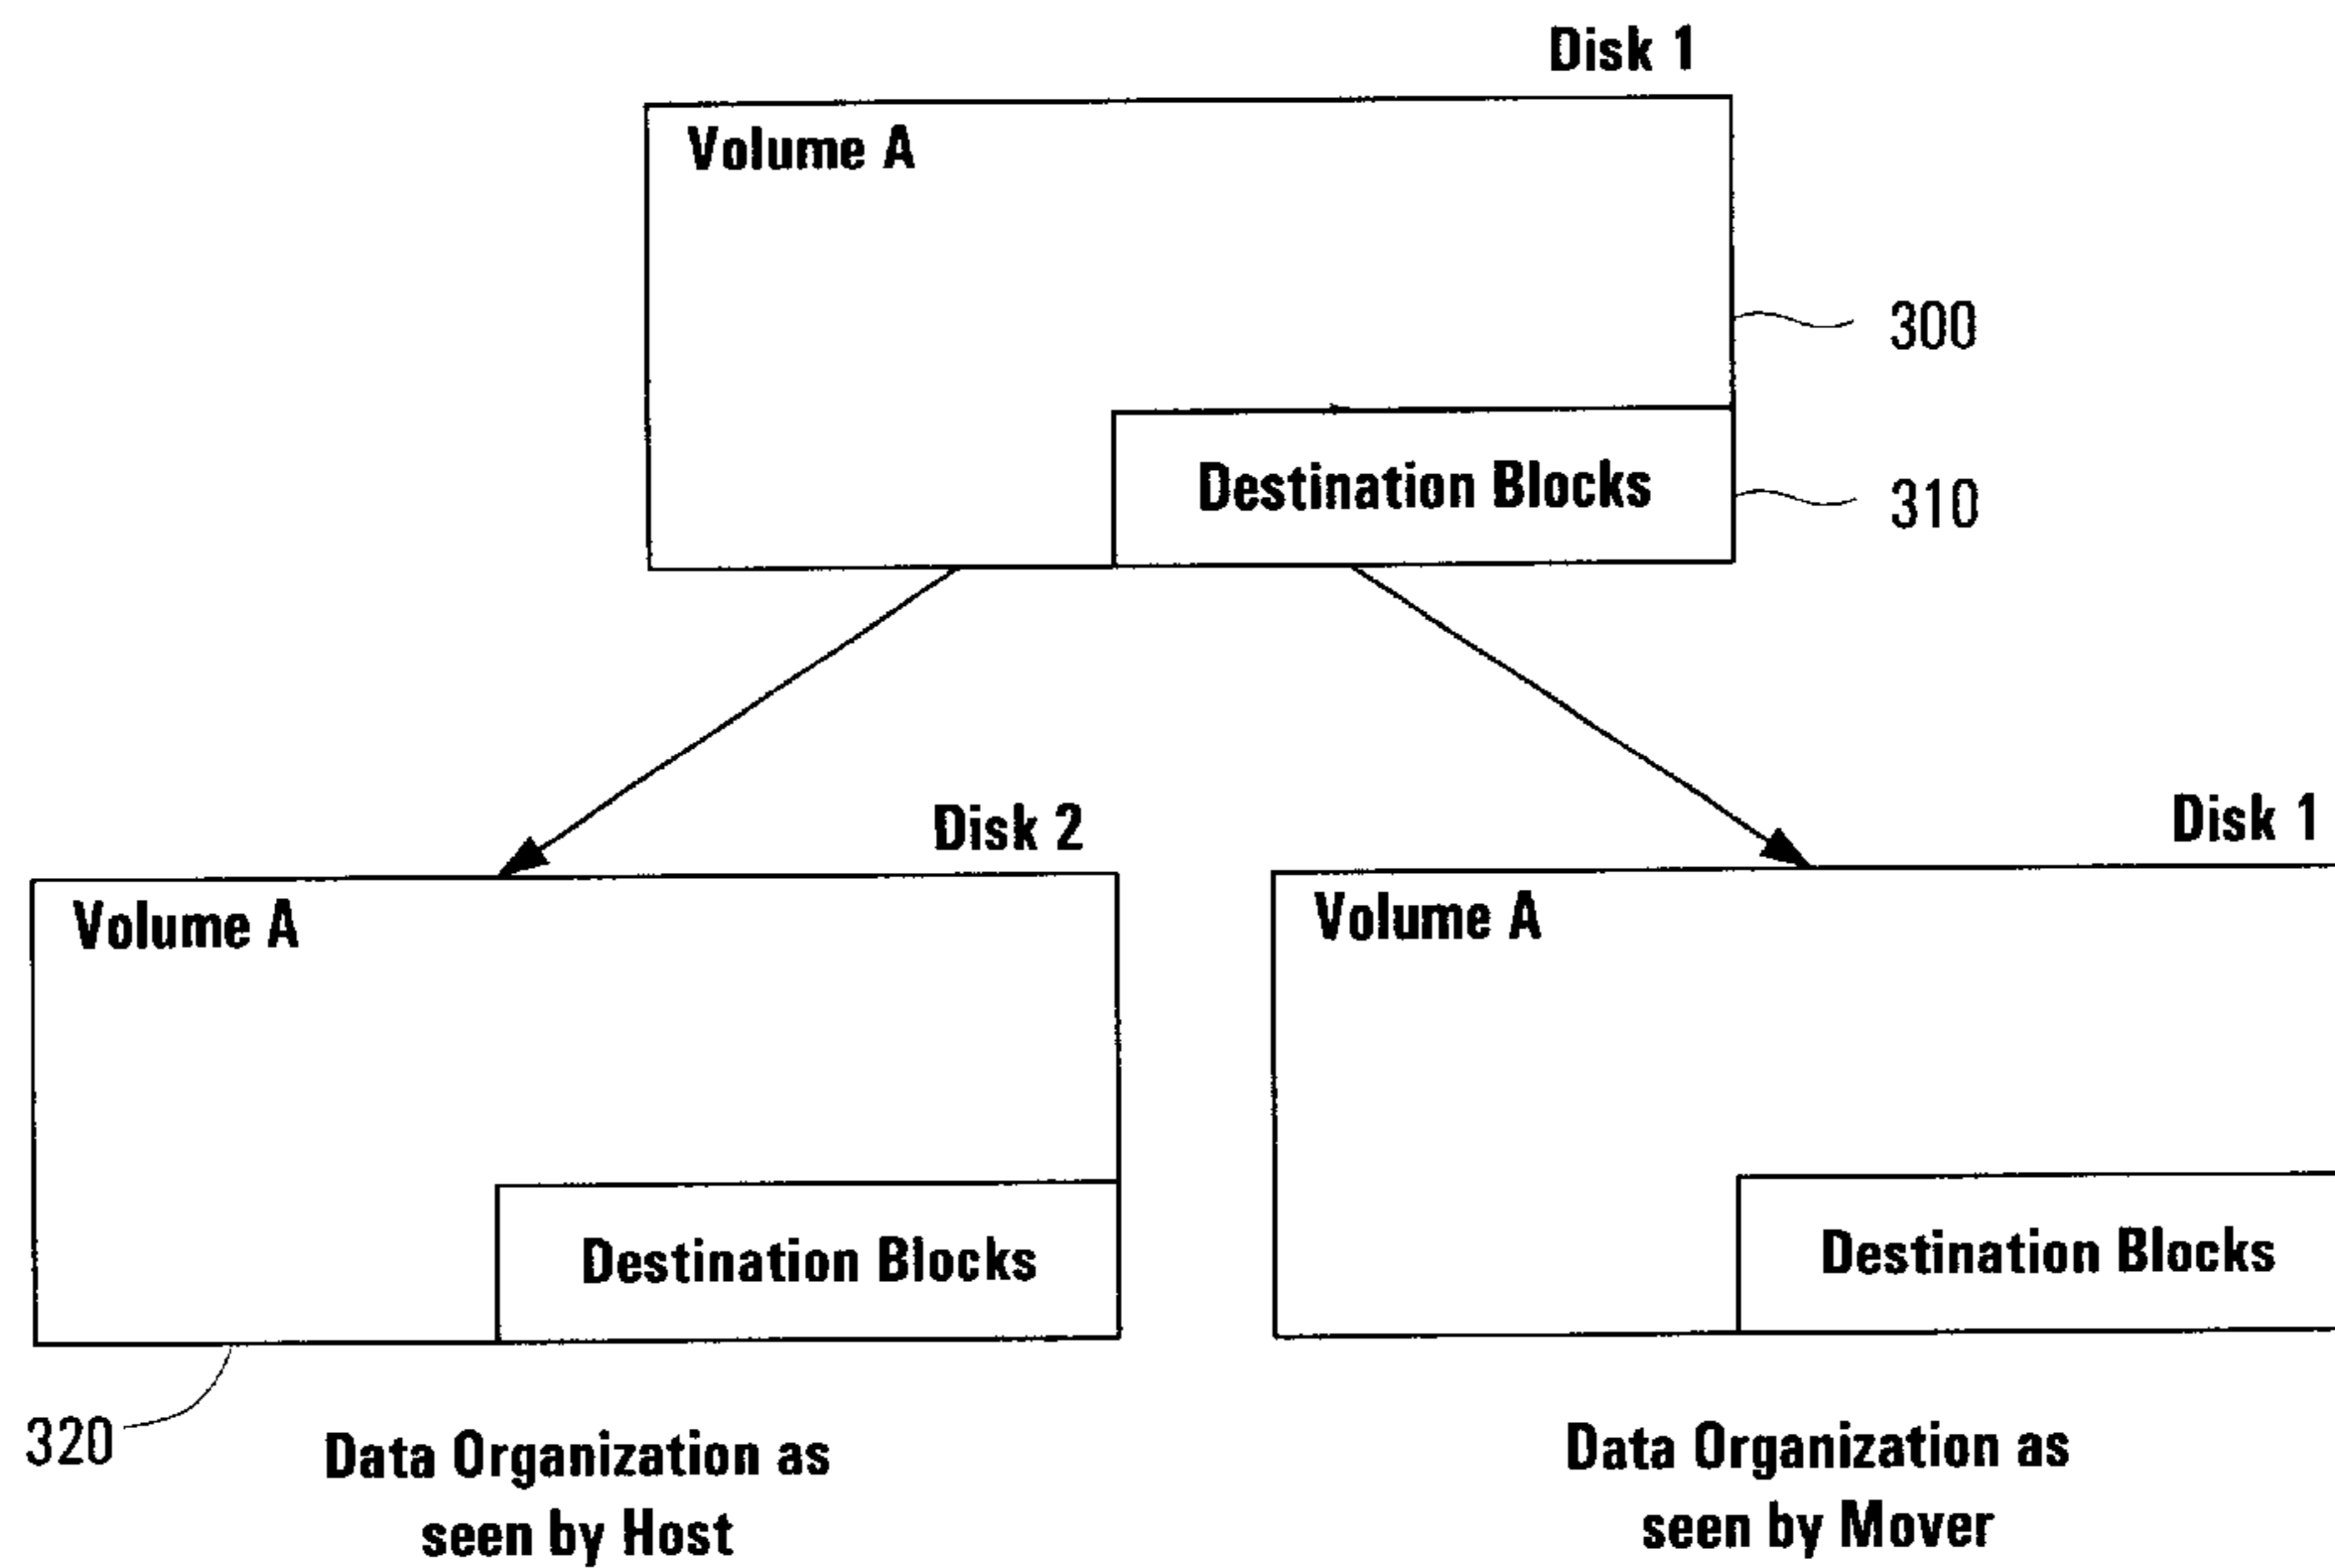 Disk 1
Volume A
300
Destination Blocks
310
Disk 2
Disk 1
Volume A
Volume A
Destination Blocks
Destination Blocks
320
Data Organization as
seen by Host
Data Organization as
seen by Mover